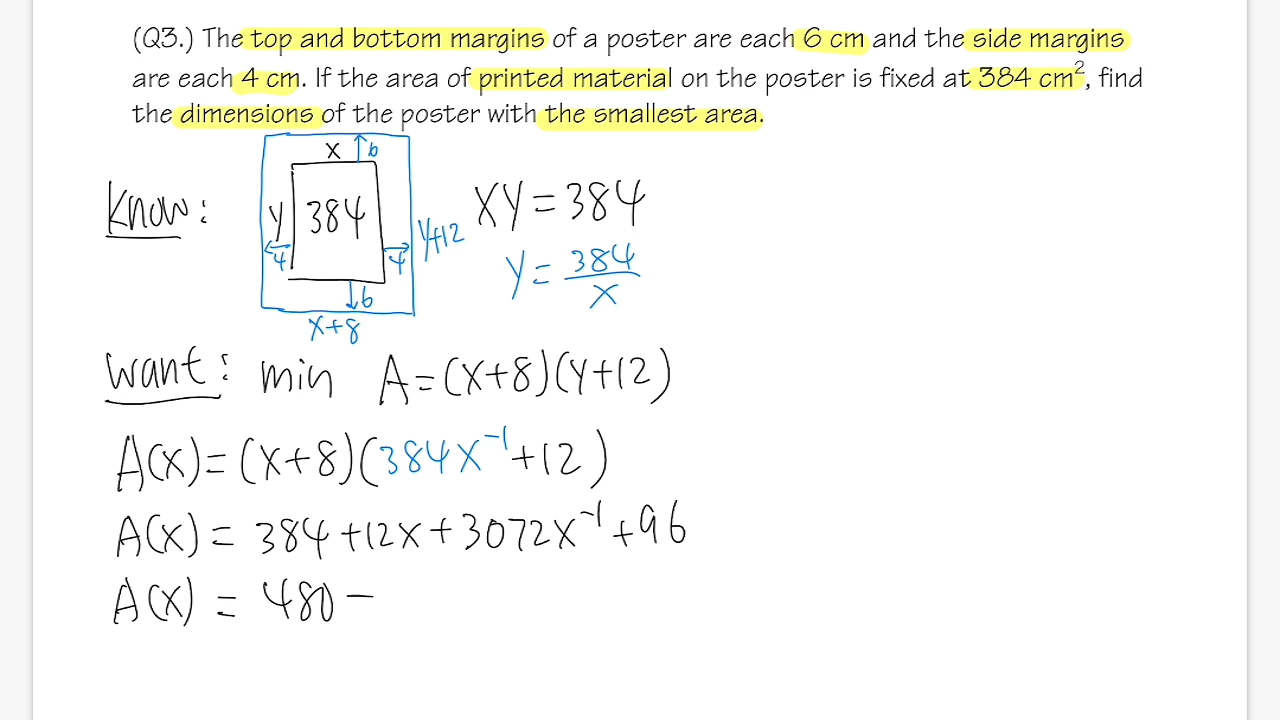 (Q3.) The top and bottom margins of a poster are each 6 cm and the side margins
are each 4 cm. If the area of printed material on the poster is fixed at 384 cm², find
the dimensions of the poster with the smallest area.
x 6
Know: y 384 y+12 xy = 384
4 4 y = 384/x
6
x+8
Want: min A=(x+8)(y+12)
A(x)=(x+8)(384x⁻¹+12)
A(x) = 384+12x+3072x⁻¹+96
A(x) = 480 –